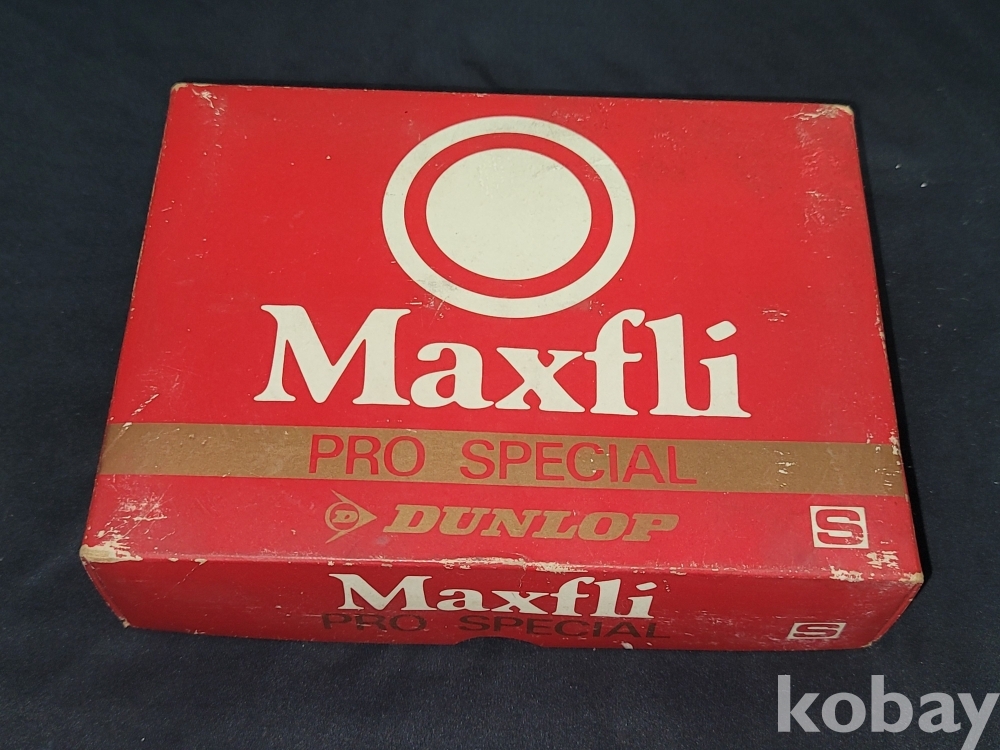 Maxfli
PRO SPECIAL
D DUNLOP
S
Maxfli
PRO SPECIAL
S
kobay